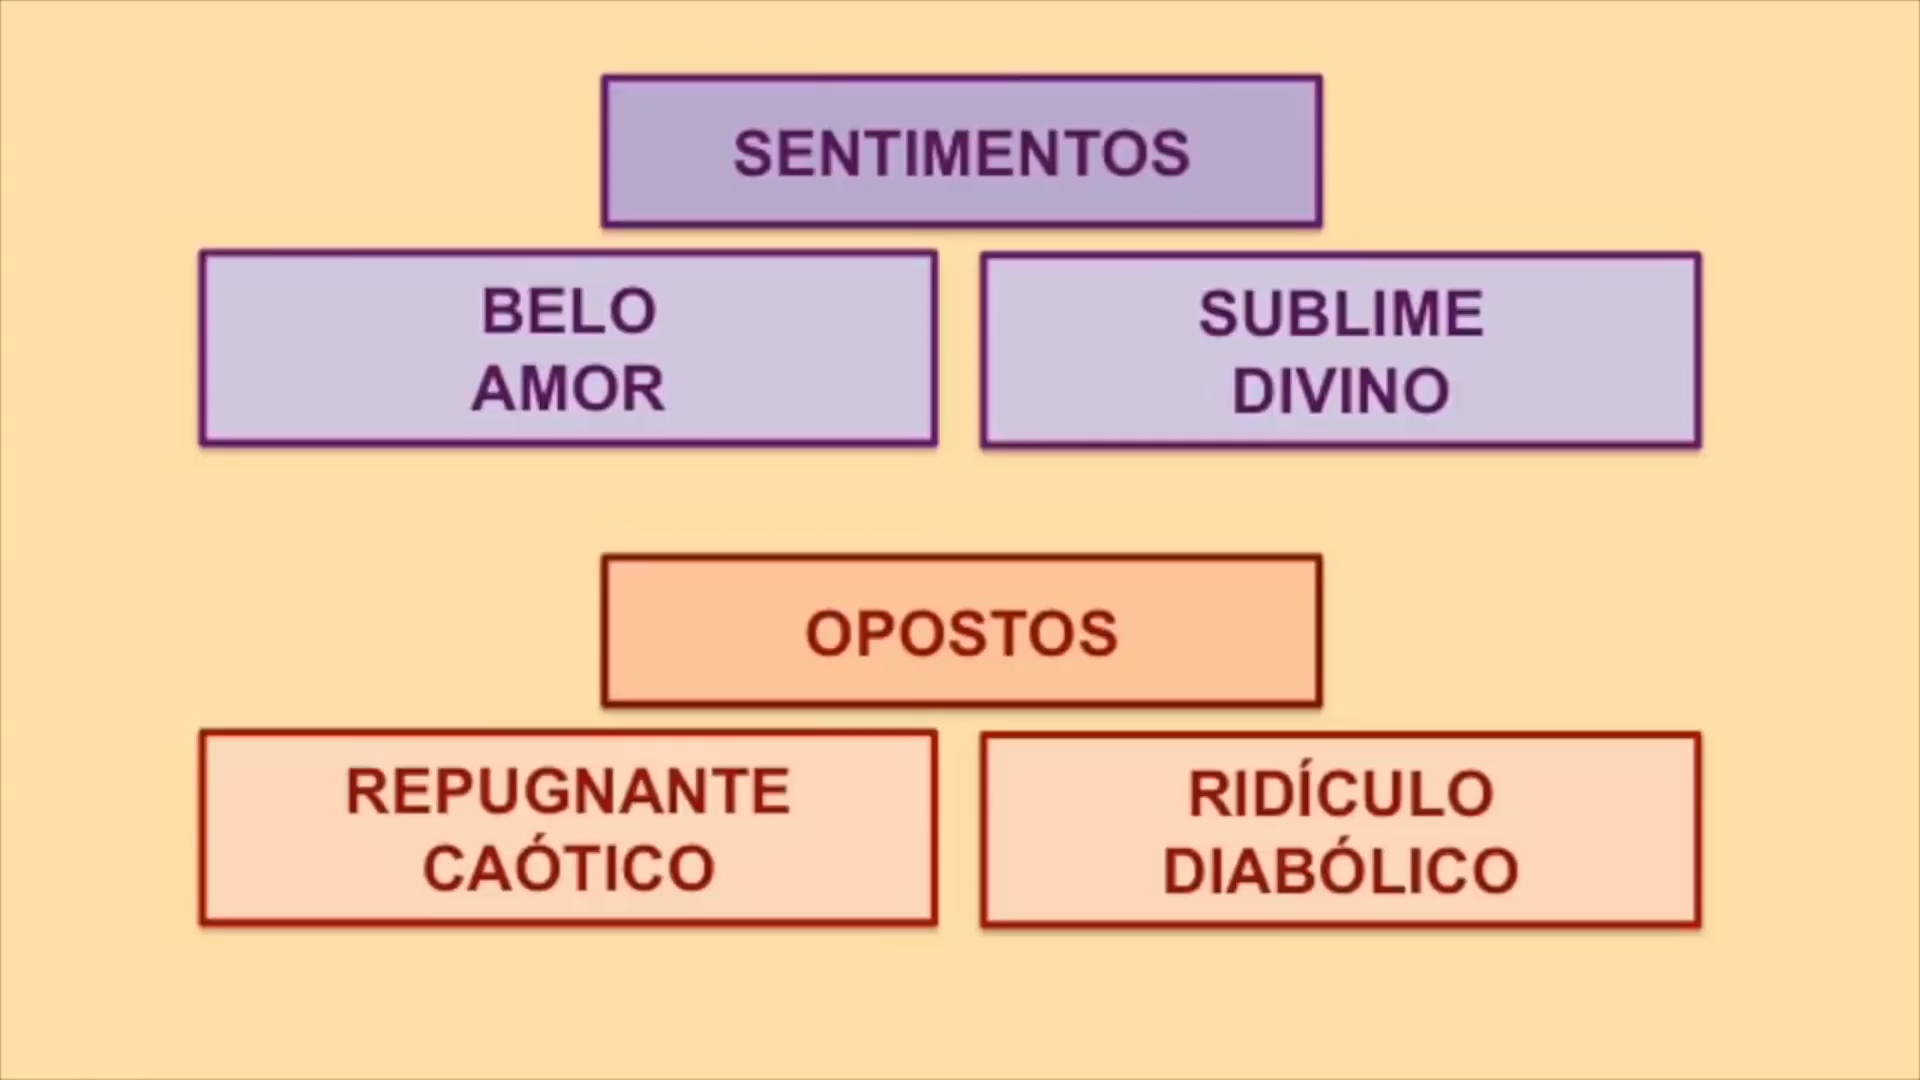 SENTIMENTOS
BELO
AMOR
SUBLIME
DIVINO
OPOSTOS
REPUGNANTE
CAÓTICO
RIDÍCULO
DIABÓLICO